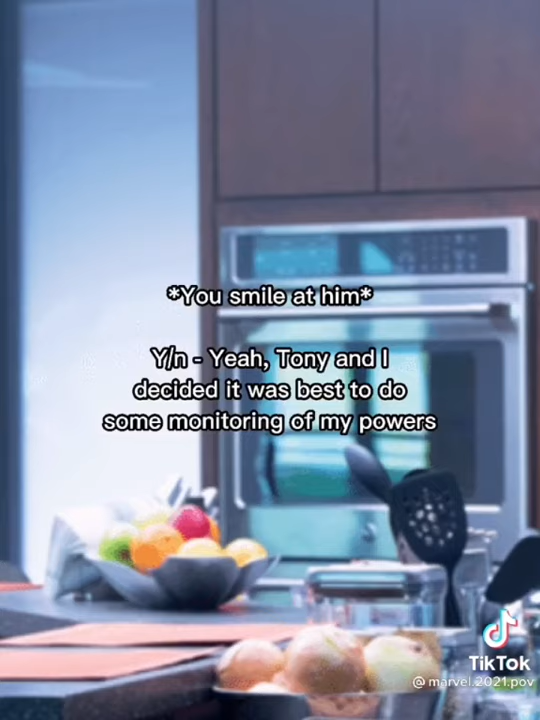 *You smile at him*
Y/n - Yeah, Tony and I
decided it was best to do
some monitoring of my powers
TikTok
@marvel.2021.pov